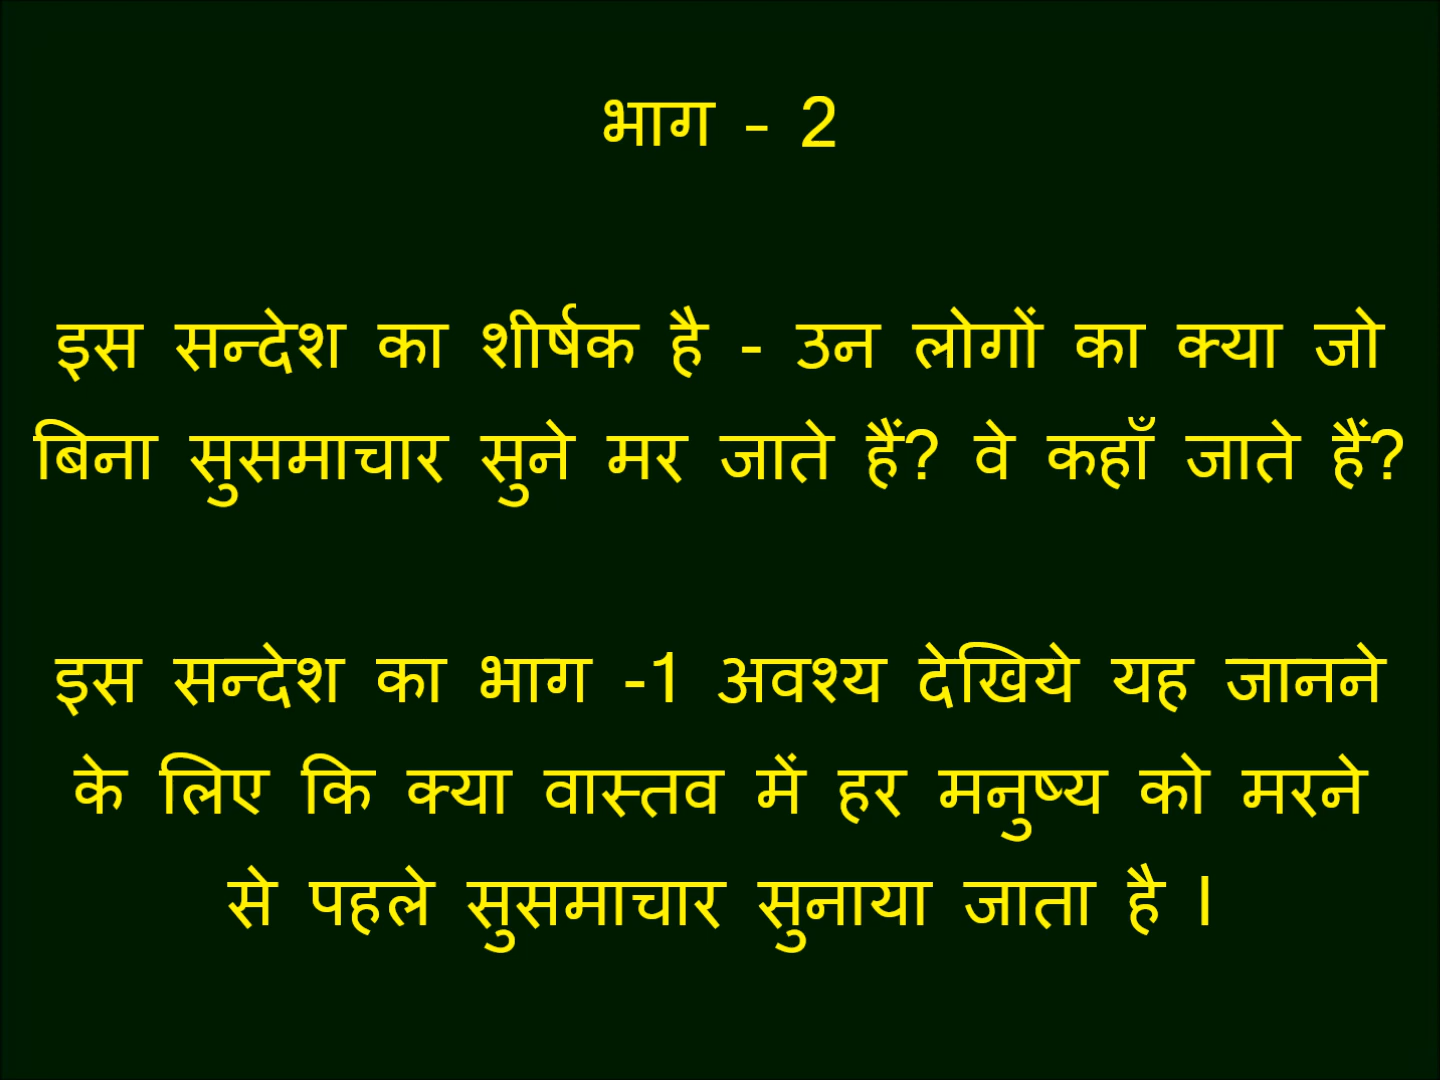 भाग - 2
इस सन्देश का शीर्षक है - उन लोगों का क्या जो
बिना सुसमाचार सुने मर जाते हैं? वे कहाँ जाते हैं?
इस सन्देश का भाग -1 अवश्य देखिये यह जानने
के लिए कि क्या वास्तव में हर मनुष्य को मरने
से पहले सुसमाचार सुनाया जाता है ।